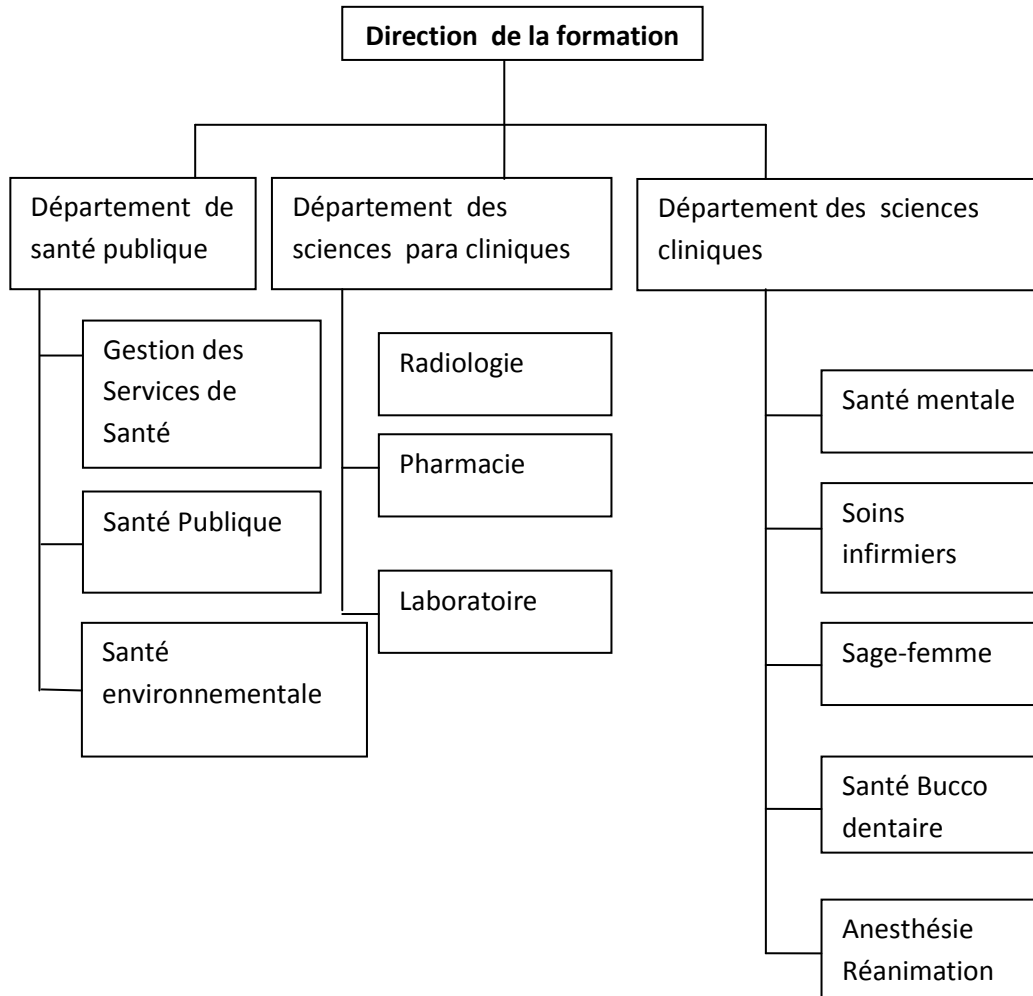 Direction de la formation
Département de
santé publique
Département des
sciences para cliniques
Département des sciences
cliniques
Gestion des
Services de
Santé
Santé Publique
Santé
environnementale
Radiologie
Pharmacie
Laboratoire
Santé mentale
Soins
infirmiers
Sage-femme
Santé Bucco
dentaire
Anesthésie
Réanimation